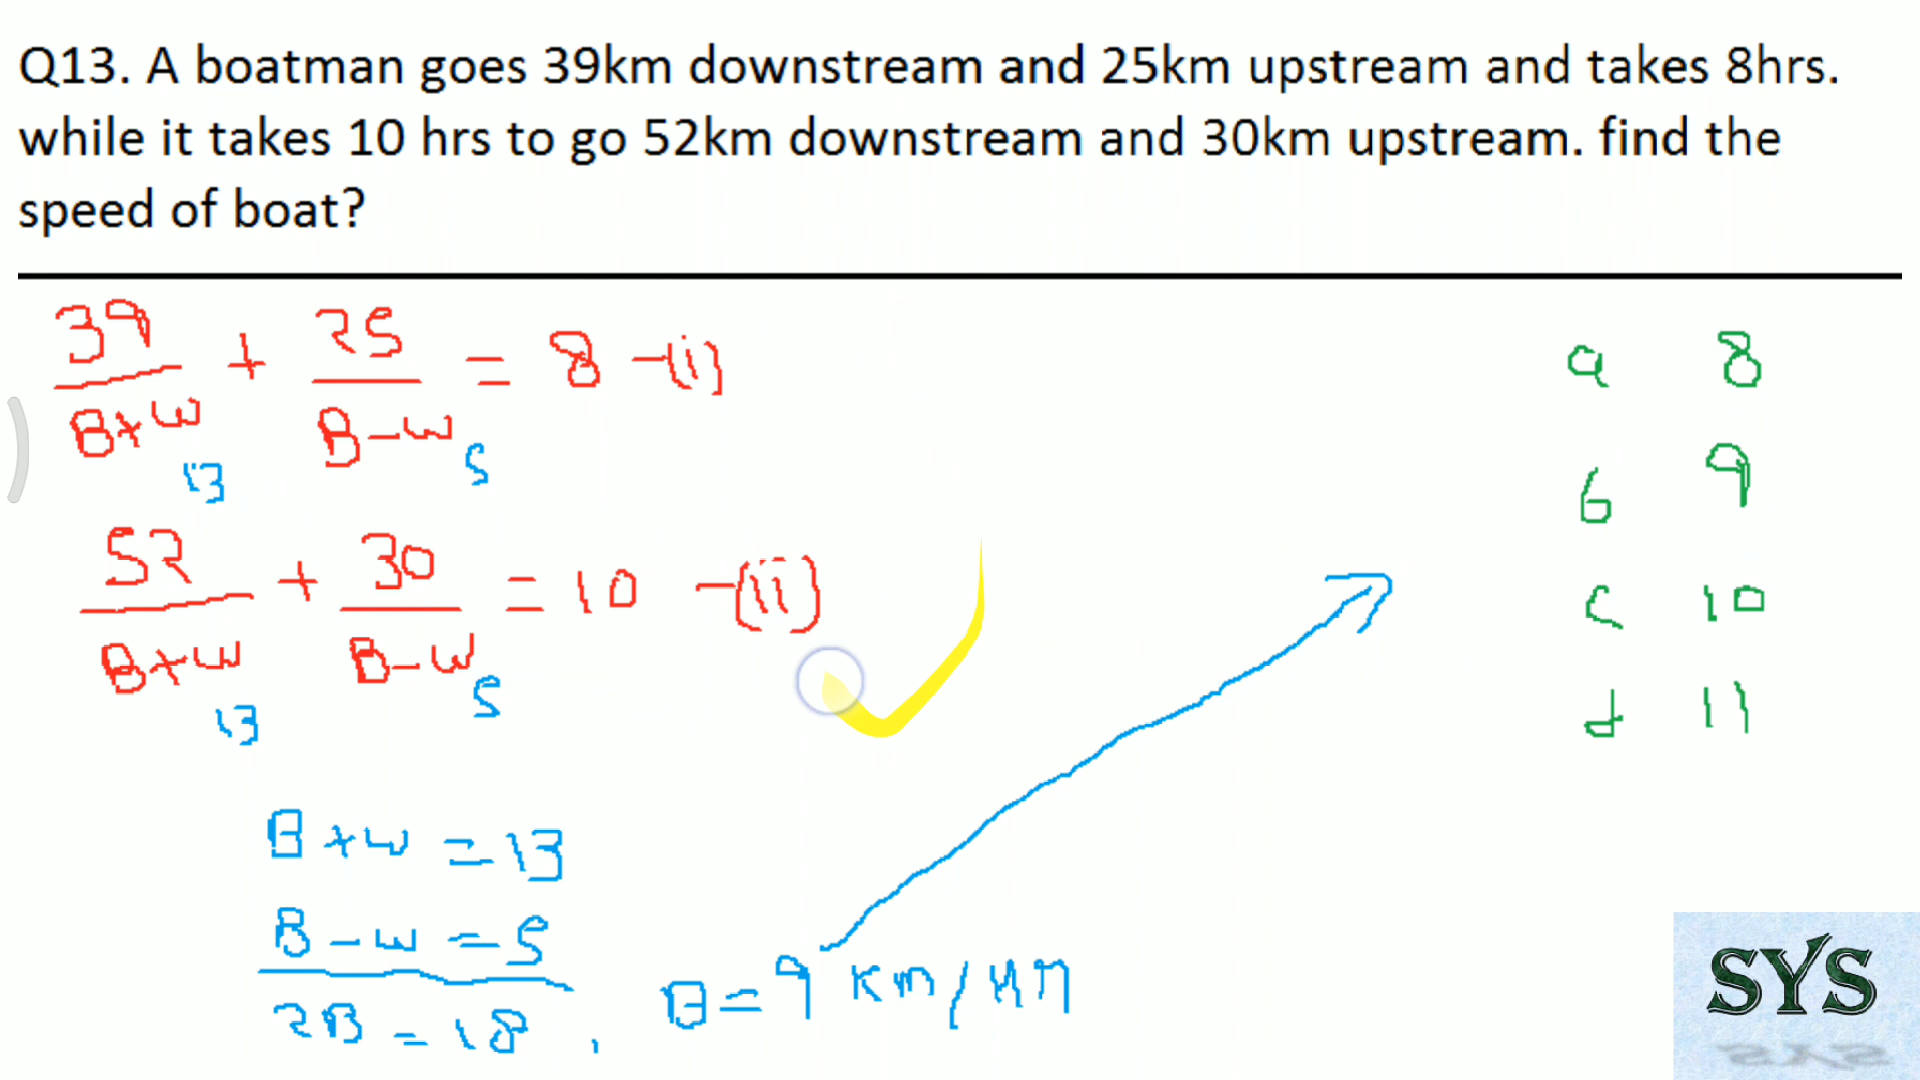 Q13. A boatman goes 39km downstream and 25km upstream and takes 8hrs.
while it takes 10 hrs to go 52km downstream and 30km upstream. find the
speed of boat?
39/B+W + 25/B-W = 8 -(i)
13 5
52/B+W + 30/B-W = 10 -(ii)
13 5
B+W = 13
B-W = 5
2B = 18, B = 9 Km/Hr
a 8
b 9
c 10
d 11
SYS